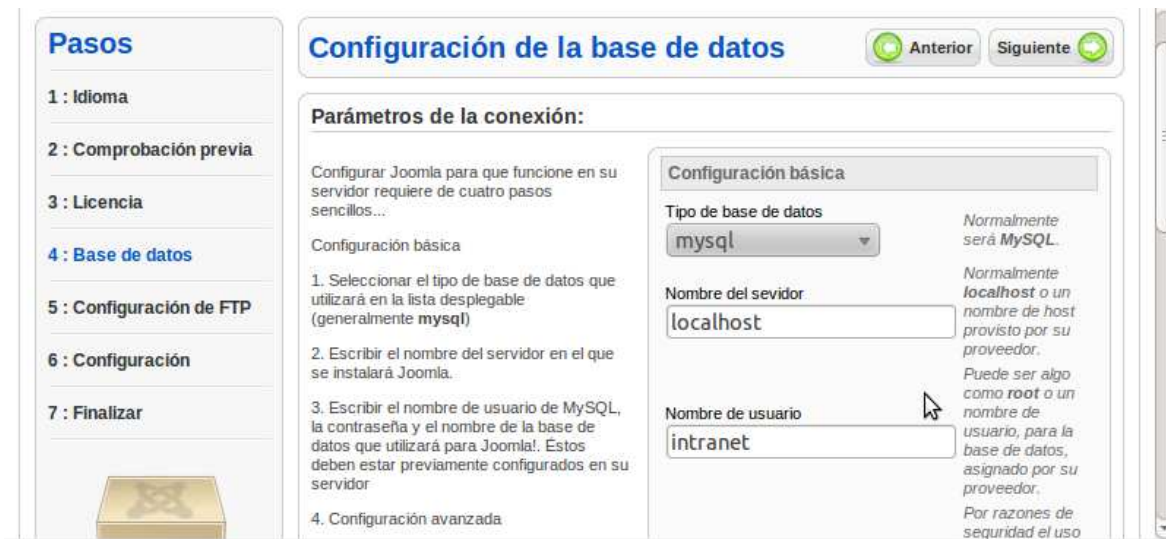 Pasos
1 : Idioma
2 : Comprobación previa
3 : Licencia
4 : Base de datos
5 : Configuración de FTP
6 : Configuración
7 : Finalizar
Configuración de la base de datos
Anterior
Siguiente
Parámetros de la conexión:
Configurar Joomla para que funcione en su
servidor requiere de cuatro pasos
sencillos...
Configuración básica
1. Seleccionar el tipo de base de datos que
utilizará en la lista desplegable
(generalmente mysql)
2. Escribir el nombre del servidor en el que
se instalará Joomla.
3. Escribir el nombre de usuario de MySQL,
la contraseña y el nombre de la base de
datos que utilizará para Joomla!. Éstos
deben estar previamente configurados en su
servidor
4. Configuración avanzada
Configuración básica
Tipo de base de datos
mysql
Normalmente
será MySQL.
Nombre del sevidor
localhost
Normalmente
localhost o un
nombre de host
provisto por su
proveedor.
Nombre de usuario
intranet
Puede ser algo
como root o un
nombre de
usuario, para la
base de datos,
asignado por su
proveedor.
Por razones de
seguridad el uso